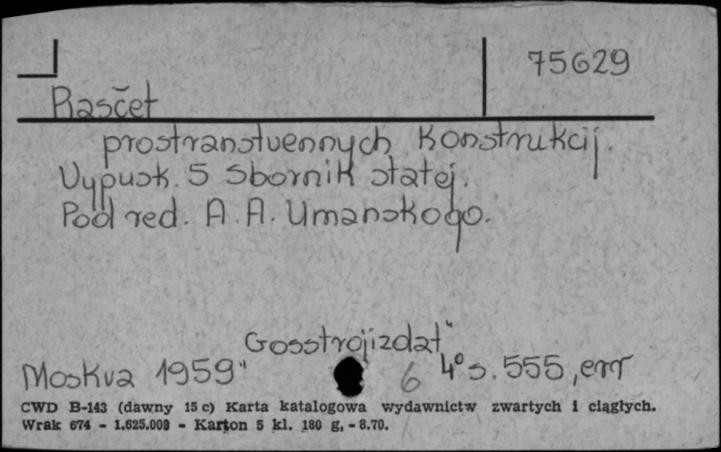 75629
Rasčet
prostranstvennych konstrukcij.
Vypusk. 5 Sbornik statej.
Pod red. A. A. Umanskogo.
Gosstrojizdat"
Moskva 1959" 6 4° s. 555, err
CWD B-143 (dawny 15 c) Karta katalogowa wydawnictw zwartych i ciągłych.
Wrak 674 - 1.625.000 - Karton 5 kl. 180 g, - 8.70.